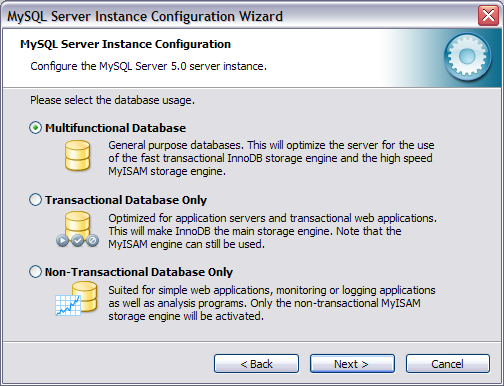 MySQL Server Instance Configuration Wizard
MySQL Server Instance Configuration
Configure the MySQL Server 5.0 server instance.
Please select the database usage.
Multifunctional Database
General purpose databases. This will optimize the server for the use
of the fast transactional InnoDB storage engine and the high speed
MyISAM storage engine.
Transactional Database Only
Optimized for application servers and transactional web applications.
This will make InnoDB the main storage engine. Note that the
MyISAM engine can still be used.
Non-Transactional Database Only
Suited for simple web applications, monitoring or logging applications
as well as analysis programs. Only the non-transactional MyISAM
storage engine will be activated.
< Back
Next >
Cancel